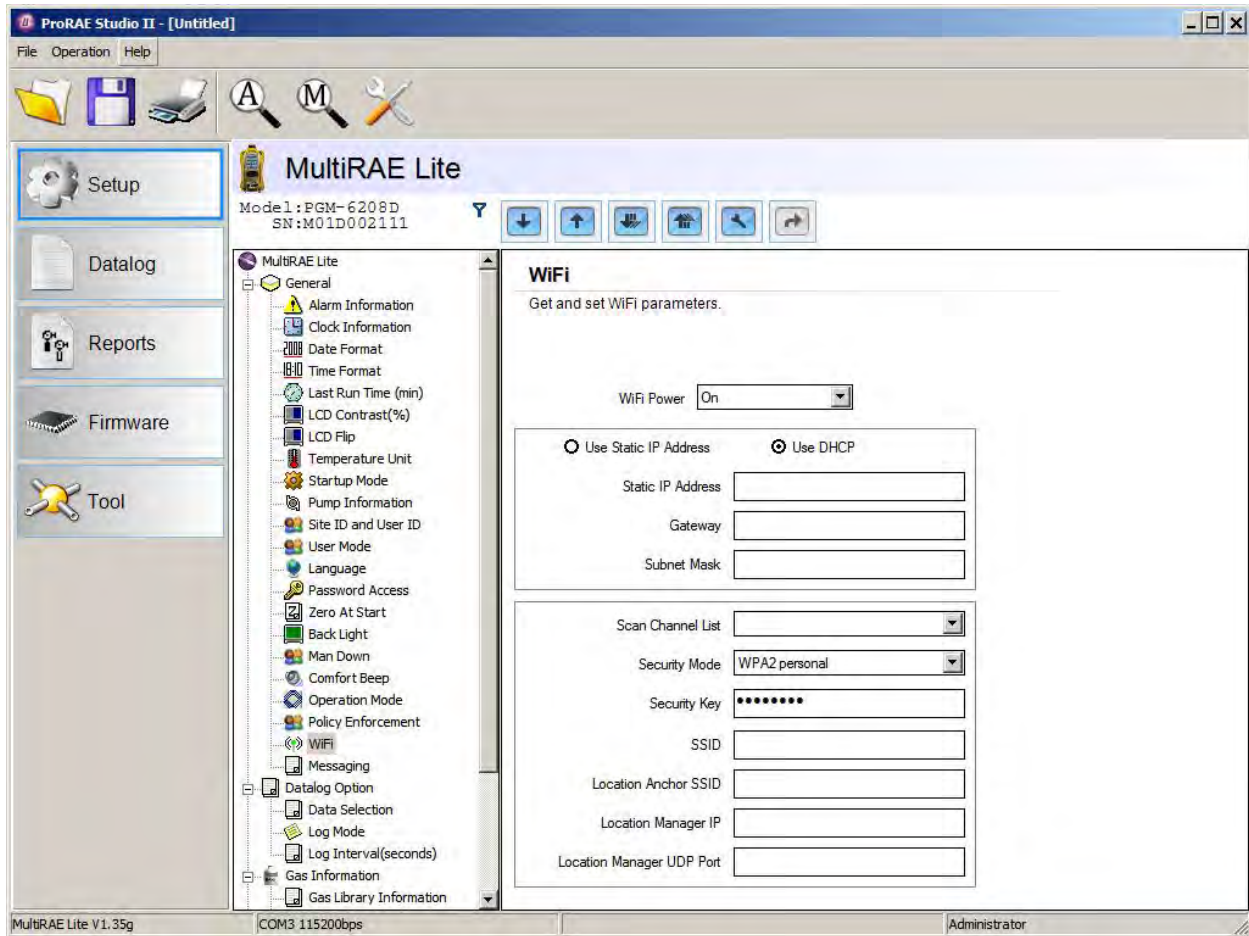 ProRAE Studio II - [Untitled]
File Operation Help
A M
Setup
Datalog
Reports
Firmware
Tool
MultiRAE Lite
Model:PGM-6208D
SN:M01D002111
MultiRAE Lite
General
Alarm Information
Clock Information
Date Format
Time Format
Last Run Time (min)
LCD Contrast(%)
LCD Flip
Temperature Unit
Startup Mode
Pump Information
Site ID and User ID
User Mode
Language
Password Access
Zero At Start
Back Light
Man Down
Comfort Beep
Operation Mode
Policy Enforcement
WiFi
Messaging
Datalog Option
Data Selection
Log Mode
Log Interval(seconds)
Gas Information
Gas Library Information
WiFi
Get and set WiFi parameters.
WiFi Power On
Use Static IP Address Use DHCP
Static IP Address
Gateway
Subnet Mask
Scan Channel List
Security Mode WPA2 personal
Security Key ••••••••
SSID
Location Anchor SSID
Location Manager IP
Location Manager UDP Port
MultiRAE Lite V1.35g COM3 115200bps Administrator